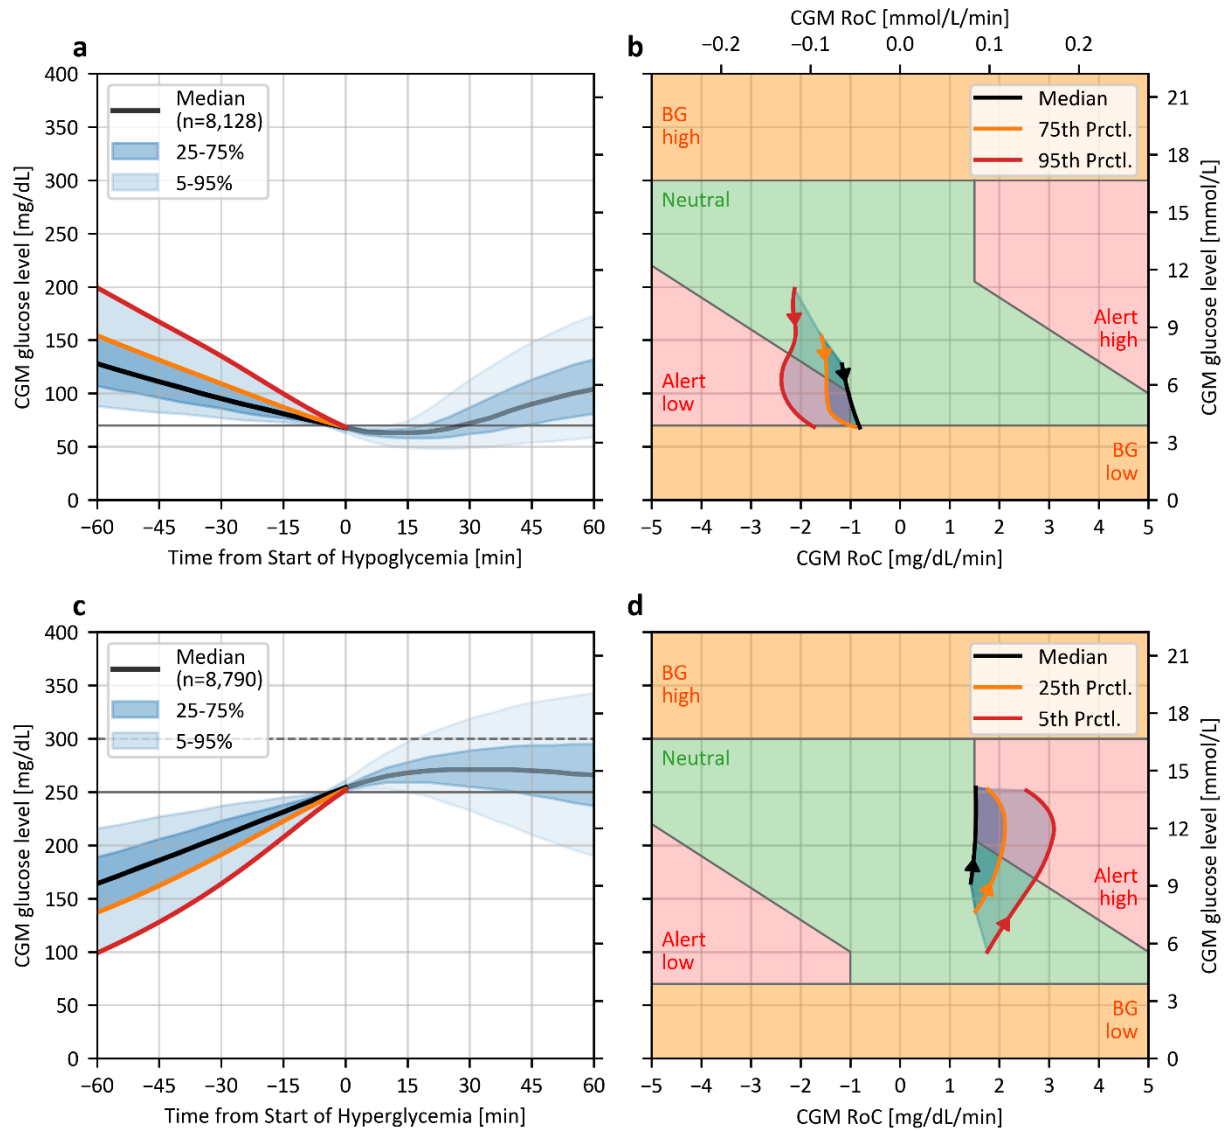 a
400
350
300
250
200
150
100
50
0
CGM glucose level [mg/dL]
Median
(n=8,128)
25-75%
5-95%
−60
−45
−30
−15
0
15
30
45
60
Time from Start of Hypoglycemia [min]
b
CGM RoC [mmol/L/min]
−0.2
−0.1
0.0
0.1
0.2
BG
high
Neutral
Alert
low
Alert
high
BG
low
Median
75th Prctl.
95th Prctl.
21
18
15
12
9
6
3
0
CGM glucose level [mmol/L]
−5
−4
−3
−2
−1
0
1
2
3
4
5
CGM RoC [mg/dL/min]
c
400
350
300
250
200
150
100
50
0
CGM glucose level [mg/dL]
Median
(n=8,790)
25-75%
5-95%
−60
−45
−30
−15
0
15
30
45
60
Time from Start of Hyperglycemia [min]
d
BG
high
Neutral
Alert
low
Alert
high
BG
low
Median
25th Prctl.
5th Prctl.
21
18
15
12
9
6
3
0
CGM glucose level [mmol/L]
−5
−4
−3
−2
−1
0
1
2
3
4
5
CGM RoC [mg/dL/min]